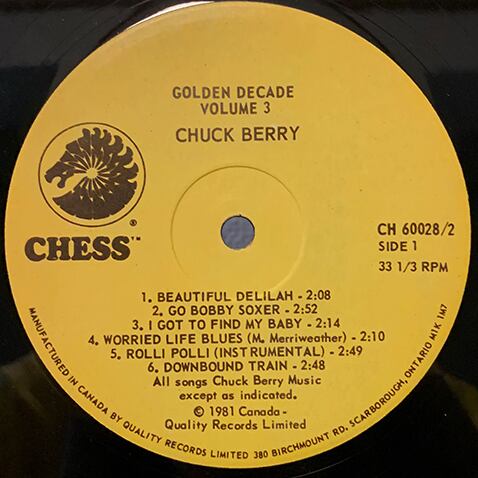 GOLDEN DECADE
VOLUME 3
CHUCK BERRY
®
CHESS™
CH 60028/2
SIDE 1
33 1/3 RPM
1. BEAUTIFUL DELILAH - 2:08
2. GO BOBBY SOXER - 2:52
3. I GOT TO FIND MY BABY - 2:14
4. WORRIED LIFE BLUES (M. Merriweather) - 2:10
5. ROLLI POLLI (INSTRUMENTAL) - 2:49
6. DOWNBOUND TRAIN - 2:48
All songs Chuck Berry Music
except as indicated.
© 1981 Canada -
Quality Records Limited
MANUFACTURED IN CANADA BY QUALITY RECORDS LIMITED 380 BIRCHMOUNT RD, SCARBOROUGH, ONTARIO M1K 1M7